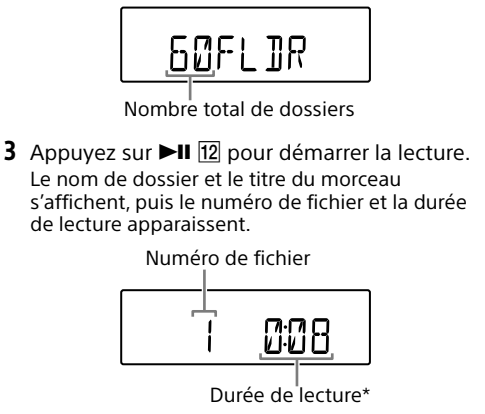 60FLDR
Nombre total de dossiers
3 Appuyez sur ►II 12 pour démarrer la lecture.
Le nom de dossier et le titre du morceau
s’affichent, puis le numéro de fichier et la durée
de lecture apparaissent.
Numéro de fichier
1 0:08
Durée de lecture*